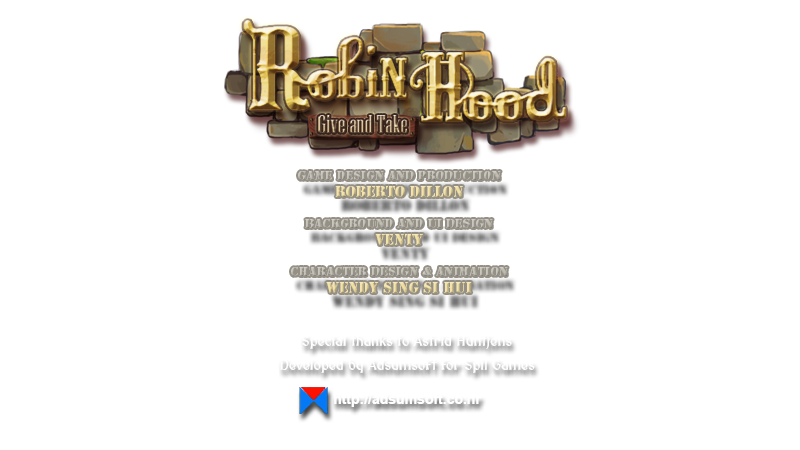 Robin Hood
Give and Take
GAME DESIGN AND PRODUCTION
ROBERTO DILLON
BACKGROUND AND UI DESIGN
VENTY
CHARACTER DESIGN & ANIMATION
WENDY SING SI HUI
Special thanks to Astrid Huntjens
Developed by Adsumsoft for Spil Games
http://adsumsoft.co.nr